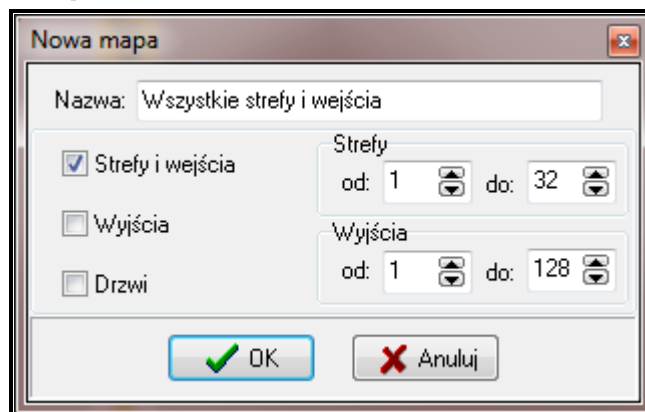 Nowa mapa
Nazwa: Wszystkie strefy i wejścia
Strefy i wejścia
Wyjścia
Drzwi
Strefy
od: 1 do: 32
Wyjścia
od: 1 do: 128
OK Anuluj